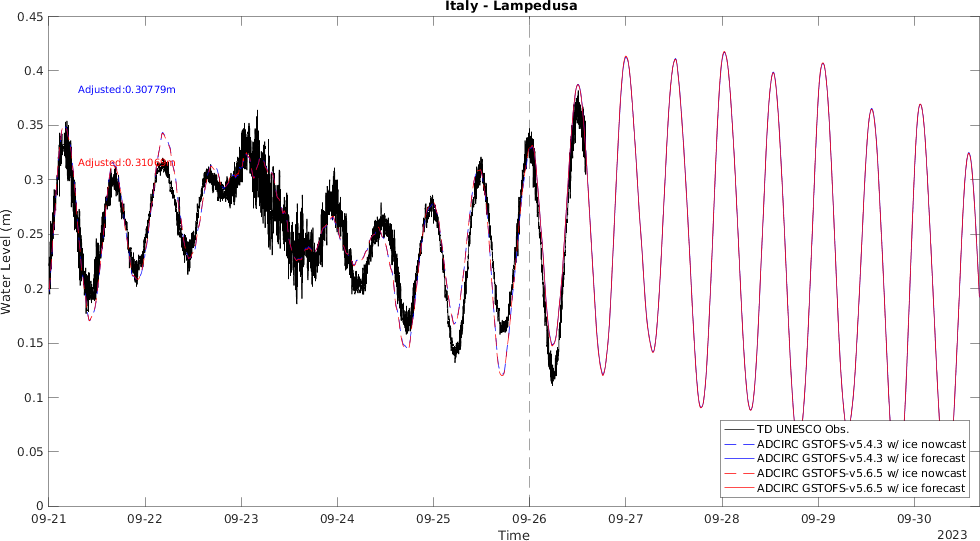 Italy - Lampedusa
0.45
0.4
0.35
0.3
0.25
0.2
0.15
0.1
0.05
0
Water Level (m)
Adjusted:0.30779m
TD UNESCO Obs.
ADCIRC GSTOFS-v5.4.3 w/ ice nowcast
ADCIRC GSTOFS-v5.4.3 w/ ice forecast
ADCIRC GSTOFS-v5.6.5 w/ ice nowcast
ADCIRC GSTOFS-v5.6.5 w/ ice forecast
09-21 09-22 09-23 09-24 09-25 09-26 09-27 09-28 09-29 09-30
Time
2023